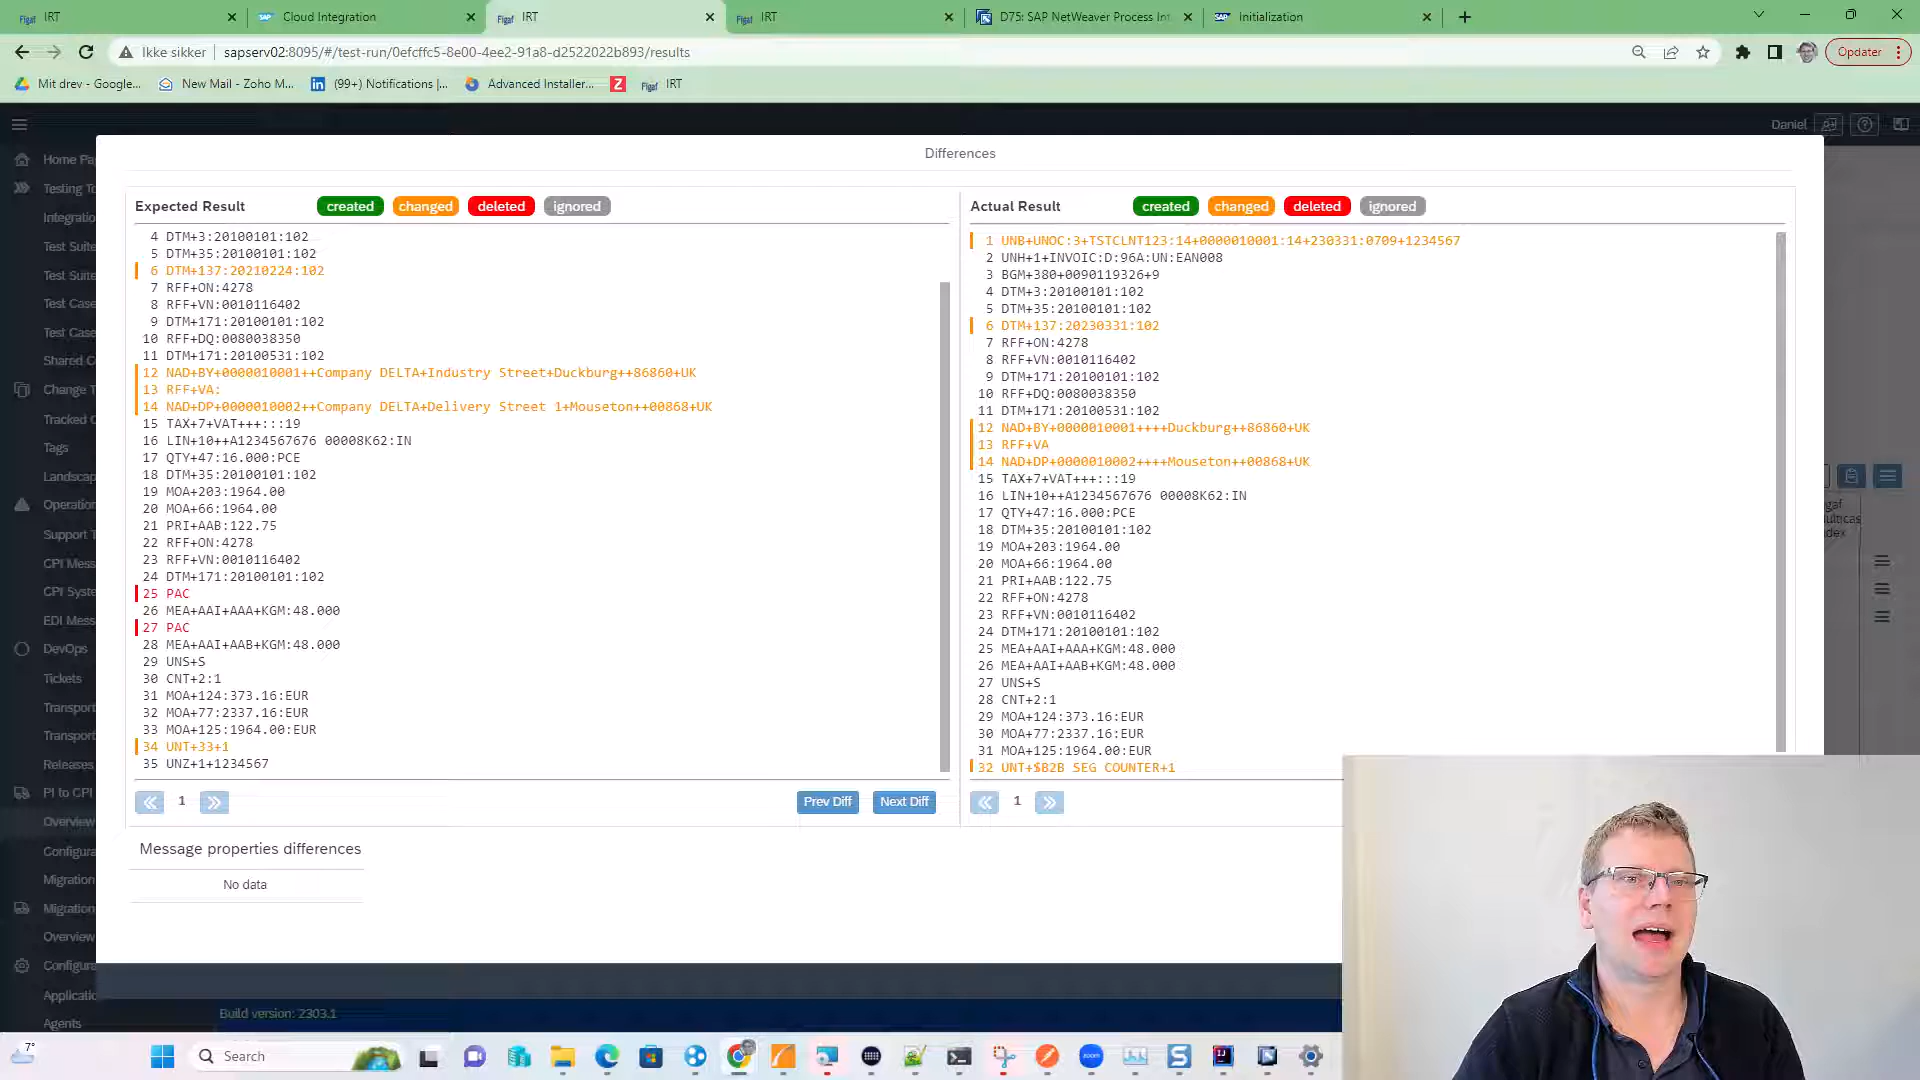 Figaf IRT
SAP Cloud Integration
Figaf IRT
Figaf IRT
D75: SAP NetWeaver Process Int
SAP Initialization
Ikke sikker
sapserv02:8095/#/test-run/0efcffc5-8e00-4ee2-91a8-d2522022b893/results
Opdater
Mit drev - Google...
New Mail - Zoho M...
(99+) Notifications |...
Advanced Installer...
Z
Figaf IRT
Daniel
Home Pa
Testing To
Integration
Test Suite
Test Suite
Test Case
Test Case
Shared C
Change T
Tracked C
Tags
Landscap
Operation
Support T
CPI Mess
CPI Syste
EDI Mess
DevOps
Tickets
Transport
Transport
Releases
PI to CPI
Overview
Configura
Migration
Migration
Overview
Configura
Applicatio
Agents
Differences
Expected Result
created
changed
deleted
ignored
4 DTM+3:20100101:102
5 DTM+35:20100101:102
6 DTM+137:20210224:102
7 RFF+ON:4278
8 RFF+VN:0010116402
9 DTM+171:20100101:102
10 RFF+DQ:0080038350
11 DTM+171:20100531:102
12 NAD+BY+0000010001++Company DELTA+Industry Street+Duckburg++86860+UK
13 RFF+VA:
14 NAD+DP+0000010002++Company DELTA+Delivery Street 1+Mouseton++00868+UK
15 TAX+7+VAT+++:::19
16 LIN+10++A1234567676 00008K62:IN
17 QTY+47:16.000:PCE
18 DTM+35:20100101:102
19 MOA+203:1964.00
20 MOA+66:1964.00
21 PRI+AAB:122.75
22 RFF+ON:4278
23 RFF+VN:0010116402
24 DTM+171:20100101:102
25 PAC
26 MEA+AAI+AAA+KGM:48.000
27 PAC
28 MEA+AAI+AAB+KGM:48.000
29 UNS+S
30 CNT+2:1
31 MOA+124:373.16:EUR
32 MOA+77:2337.16:EUR
33 MOA+125:1964.00:EUR
34 UNT+33+1
35 UNZ+1+1234567
1
Prev Diff
Next Diff
Actual Result
created
changed
deleted
ignored
1 UNB+UNOC:3+TSTCLNT123:14+0000010001:14+230331:0709+1234567
2 UNH+1+INVOIC:D:96A:UN:EAN008
3 BGM+380+0090119326+9
4 DTM+3:20100101:102
5 DTM+35:20100101:102
6 DTM+137:20230331:102
7 RFF+ON:4278
8 RFF+VN:0010116402
9 DTM+171:20100101:102
10 RFF+DQ:0080038350
11 DTM+171:20100531:102
12 NAD+BY+0000010001++++Duckburg++86860+UK
13 RFF+VA
14 NAD+DP+0000010002++++Mouseton++00868+UK
15 TAX+7+VAT+++:::19
16 LIN+10++A1234567676 00008K62:IN
17 QTY+47:16.000:PCE
18 DTM+35:20100101:102
19 MOA+203:1964.00
20 MOA+66:1964.00
21 PRI+AAB:122.75
22 RFF+ON:4278
23 RFF+VN:0010116402
24 DTM+171:20100101:102
25 MEA+AAI+AAA+KGM:48.000
26 MEA+AAI+AAB+KGM:48.000
27 UNS+S
28 CNT+2:1
29 MOA+124:373.16:EUR
30 MOA+77:2337.16:EUR
31 MOA+125:1964.00:EUR
32 UNT+$B2B SEG COUNTER+1
1
Message properties differences
No data
Build version: 2303.1
7°
Search
zoom